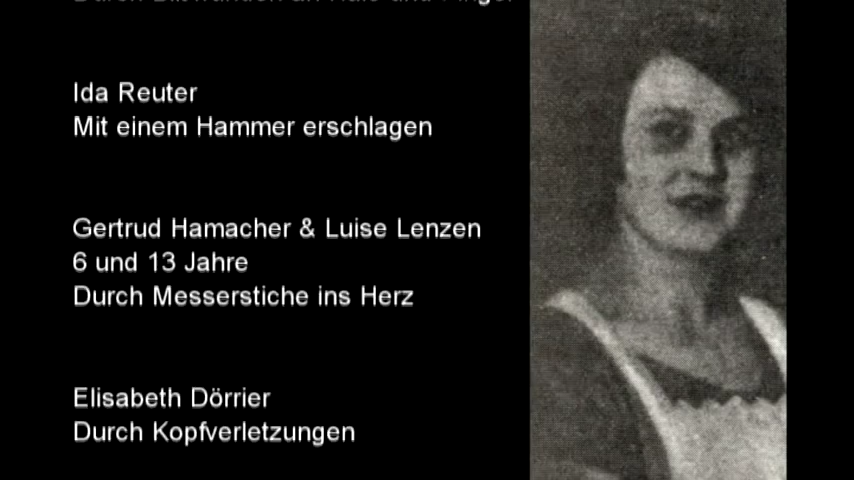 Ida Reuter
Mit einem Hammer erschlagen
Gertrud Hamacher & Luise Lenzen
6 und 13 Jahre
Durch Messerstiche ins Herz
Elisabeth Dörrier
Durch Kopfverletzungen